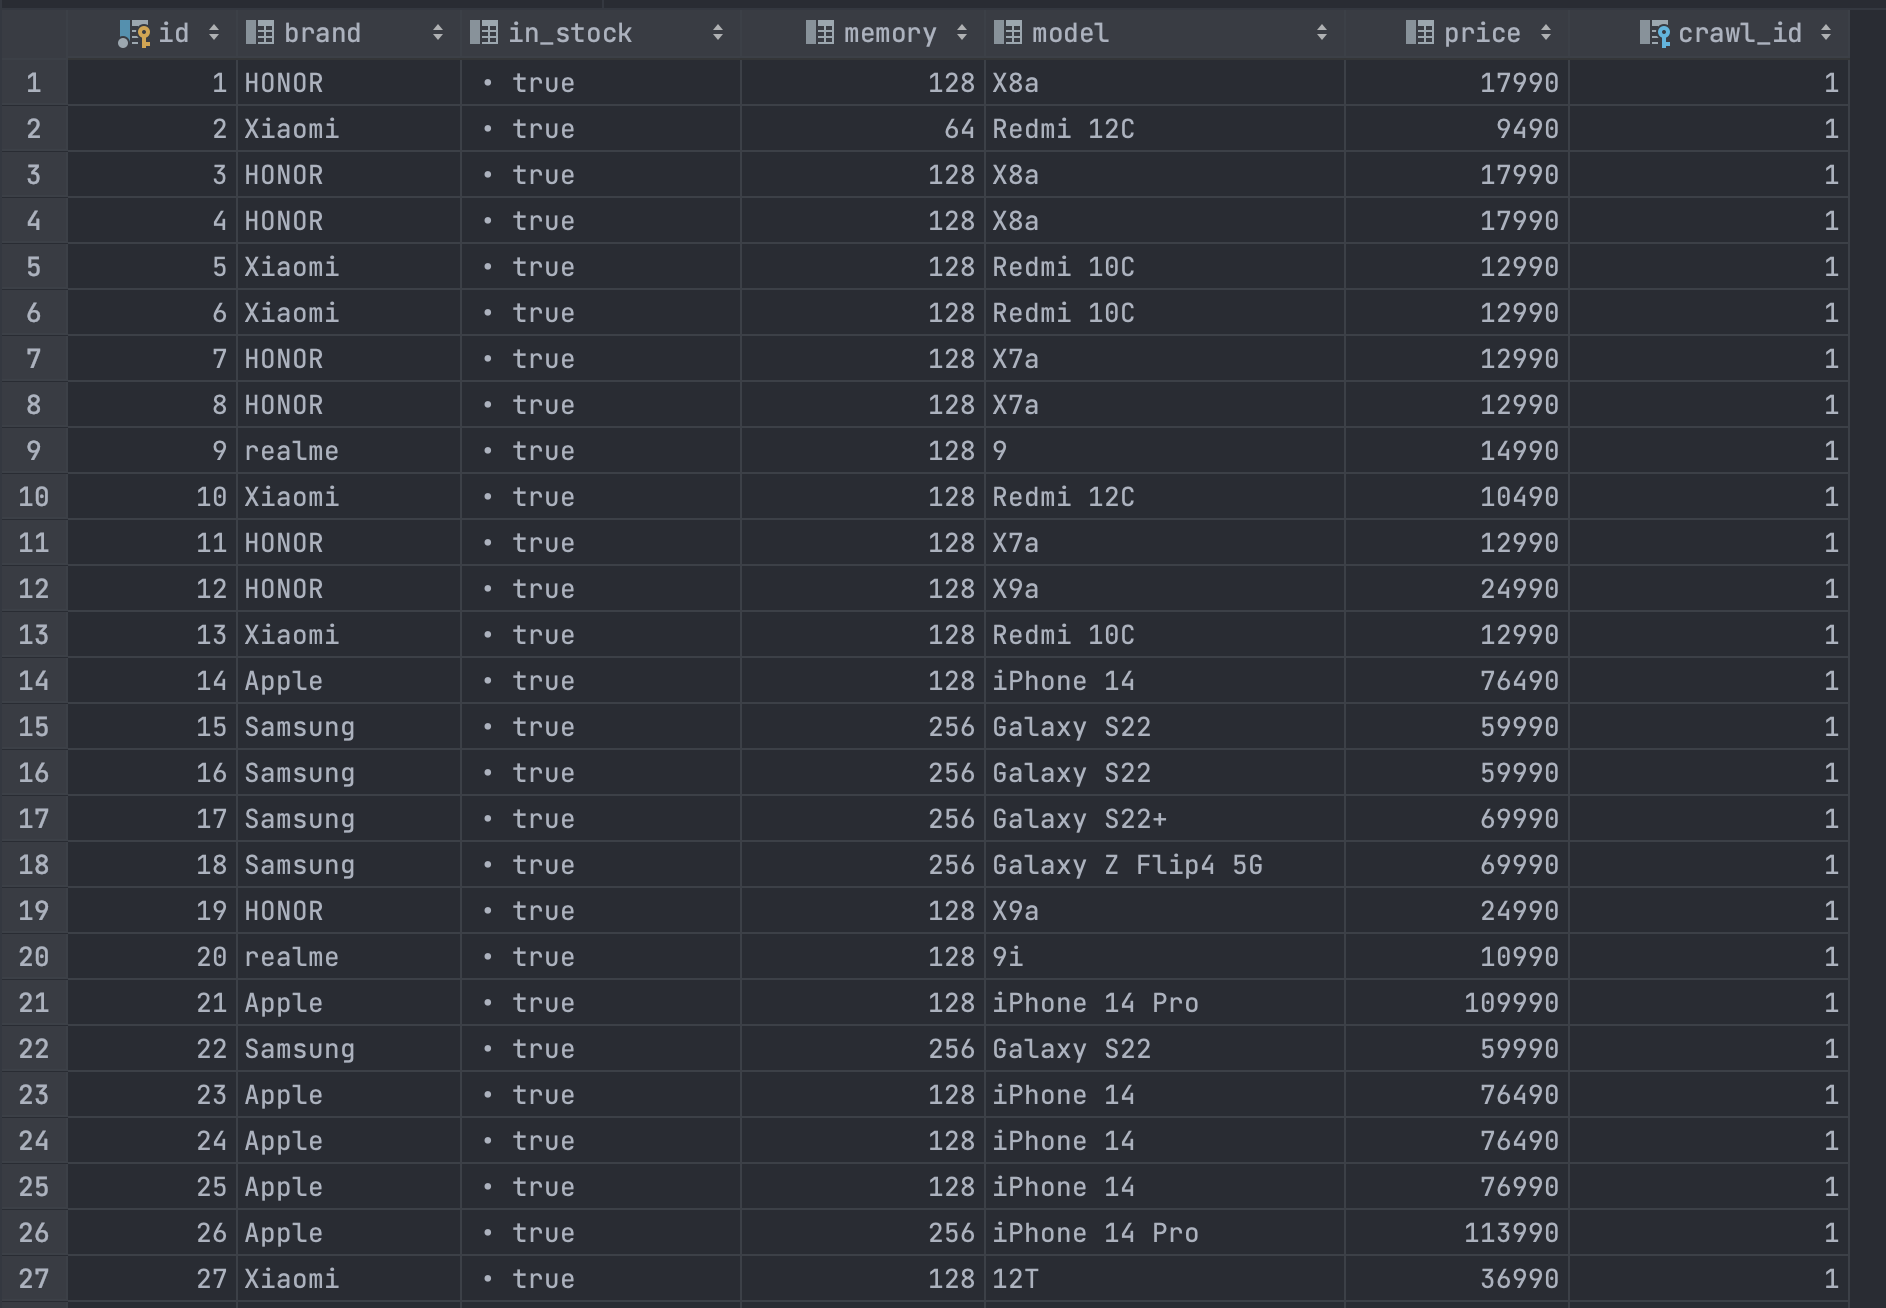 id brand in_stock memory model price crawl_id
1 1 HONOR • true 128 X8a 17990 1
2 2 Xiaomi • true 64 Redmi 12C 9490 1
3 3 HONOR • true 128 X8a 17990 1
4 4 HONOR • true 128 X8a 17990 1
5 5 Xiaomi • true 128 Redmi 10C 12990 1
6 6 Xiaomi • true 128 Redmi 10C 12990 1
7 7 HONOR • true 128 X7a 12990 1
8 8 HONOR • true 128 X7a 12990 1
9 9 realme • true 128 9 14990 1
10 10 Xiaomi • true 128 Redmi 12C 10490 1
11 11 HONOR • true 128 X7a 12990 1
12 12 HONOR • true 128 X9a 24990 1
13 13 Xiaomi • true 128 Redmi 10C 12990 1
14 14 Apple • true 128 iPhone 14 76490 1
15 15 Samsung • true 256 Galaxy S22 59990 1
16 16 Samsung • true 256 Galaxy S22 59990 1
17 17 Samsung • true 256 Galaxy S22+ 69990 1
18 18 Samsung • true 256 Galaxy Z Flip4 5G 69990 1
19 19 HONOR • true 128 X9a 24990 1
20 20 realme • true 128 9i 10990 1
21 21 Apple • true 128 iPhone 14 Pro 109990 1
22 22 Samsung • true 256 Galaxy S22 59990 1
23 23 Apple • true 128 iPhone 14 76490 1
24 24 Apple • true 128 iPhone 14 76490 1
25 25 Apple • true 128 iPhone 14 76990 1
26 26 Apple • true 256 iPhone 14 Pro 113990 1
27 27 Xiaomi • true 128 12T 36990 1